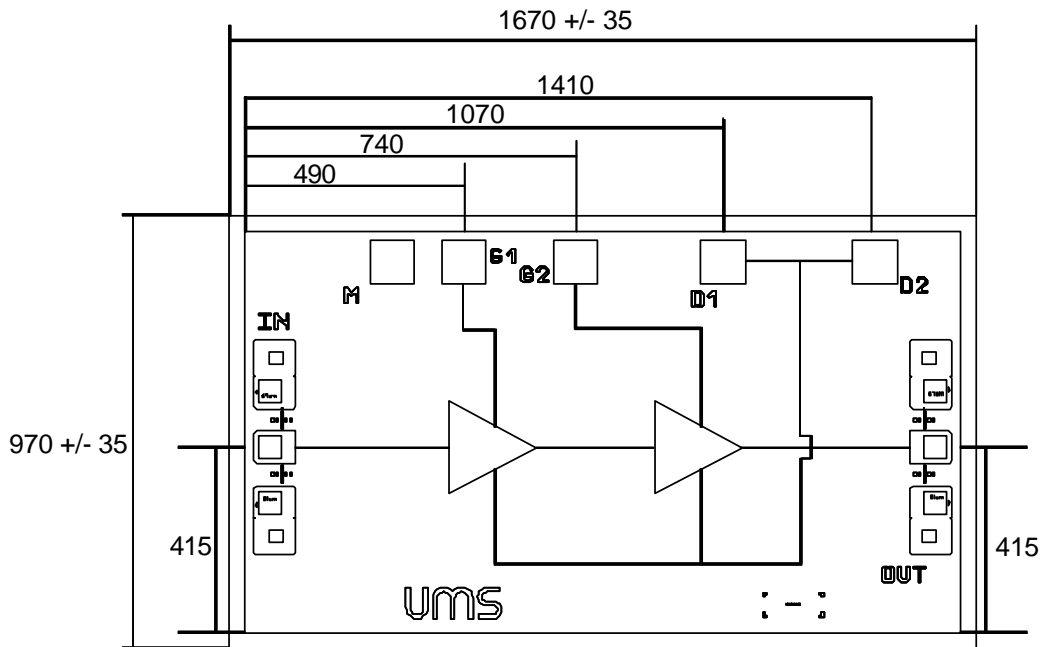 1670 +/- 35
1410
1070
740
490
G1
G2
M
D1
D2
IN
970 +/- 35
415
415
OUT
UMS